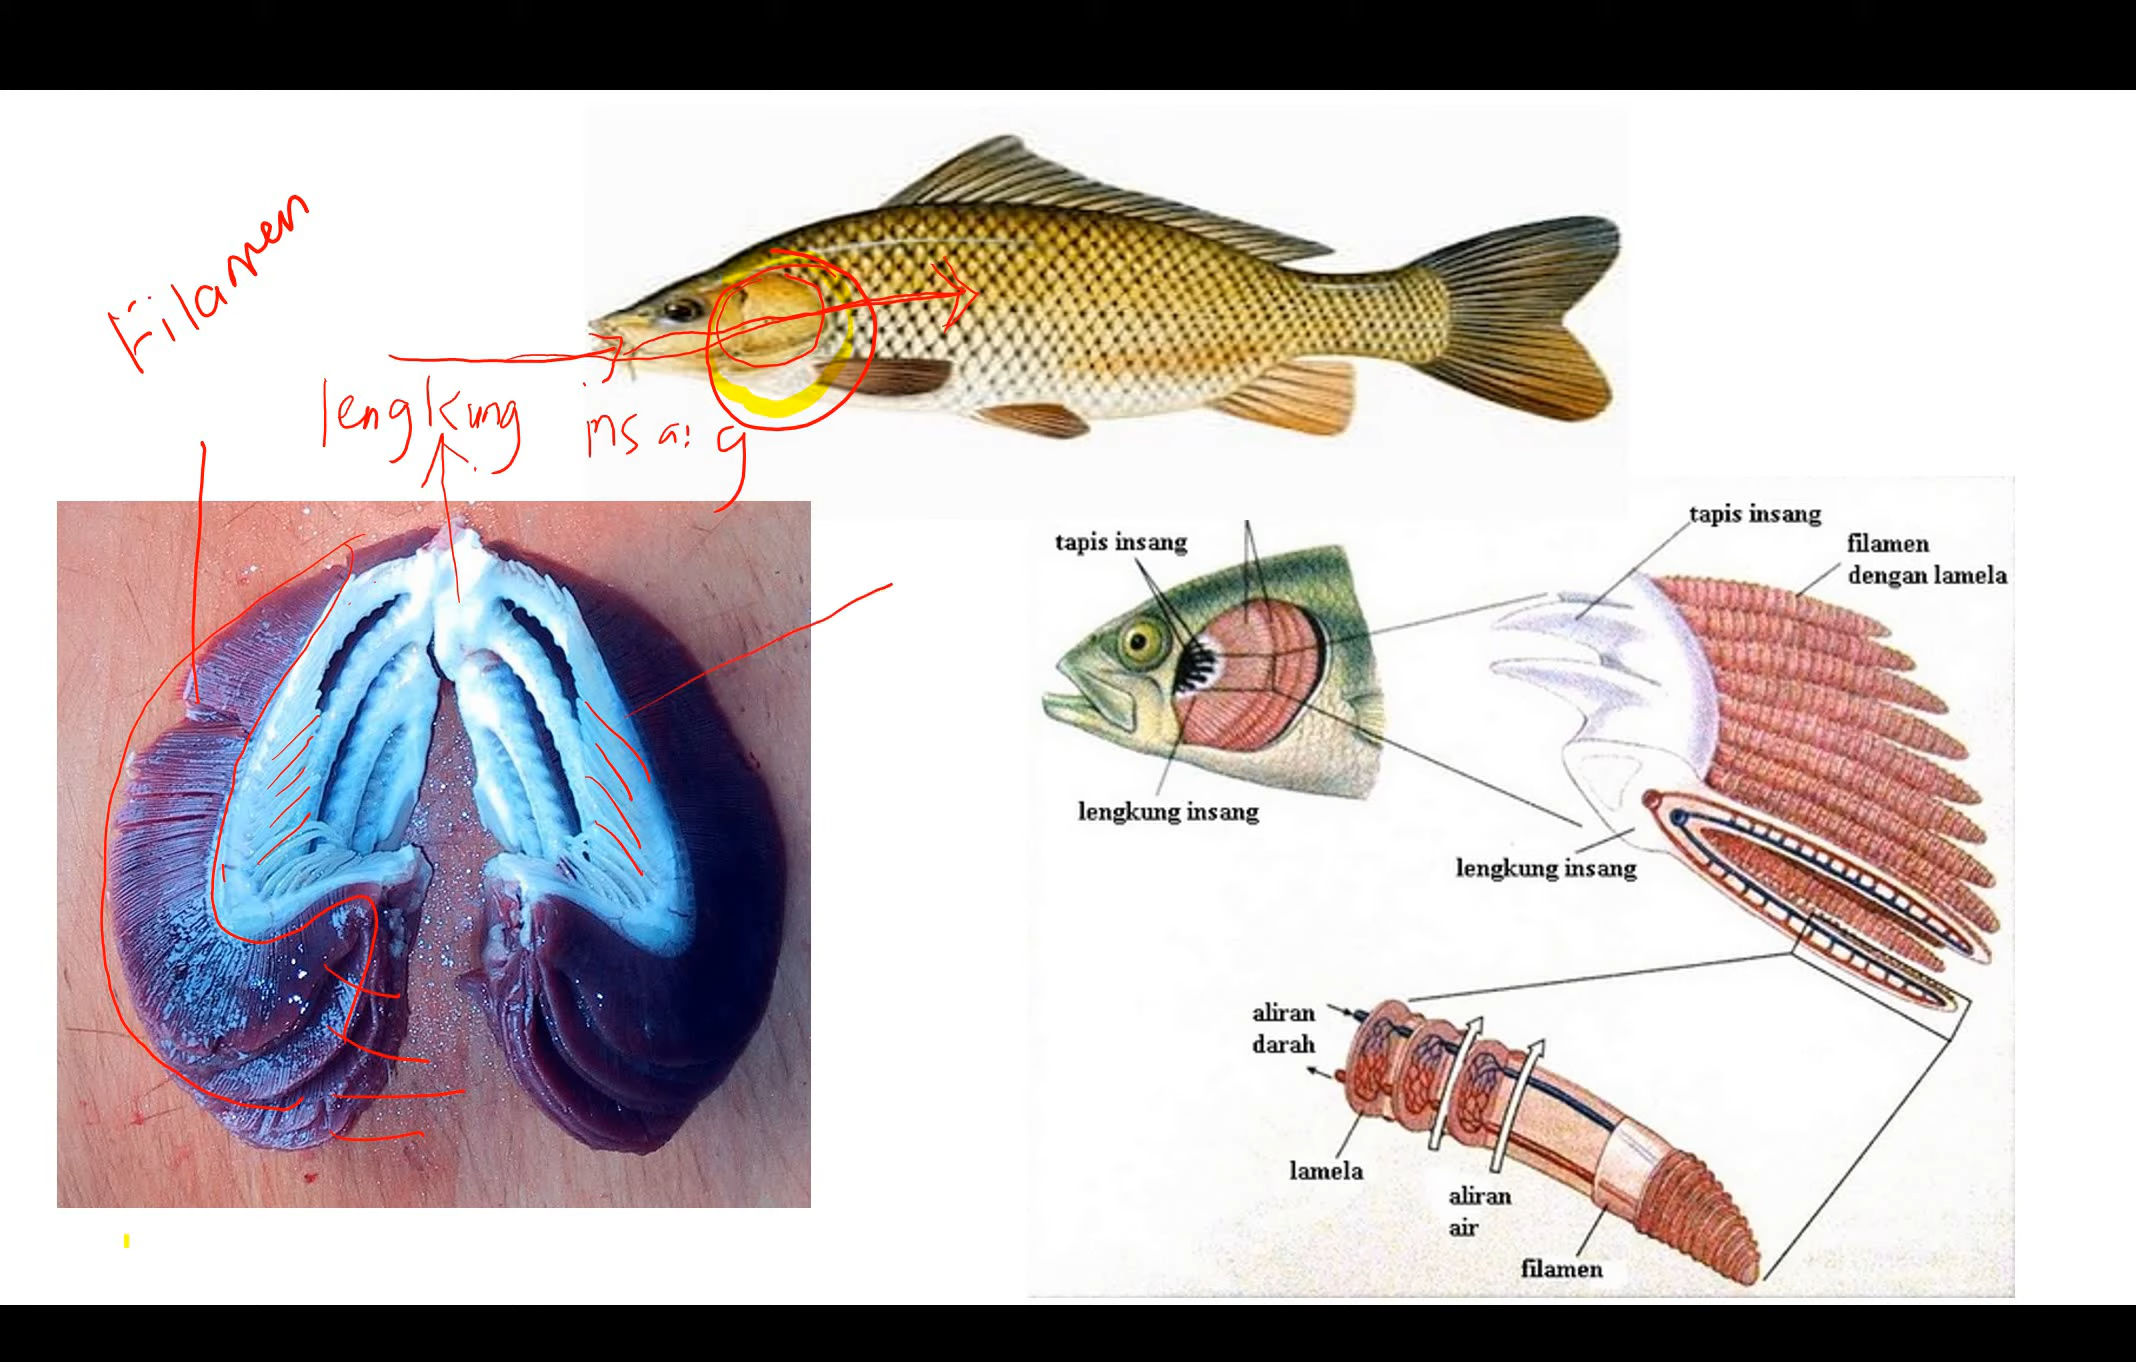 Filamen
lengkung insang
tapis insang
lengkung insang
tapis insang
filamen
dengan lamela
lengkung insang
aliran
darah
lamela
aliran
air
filamen